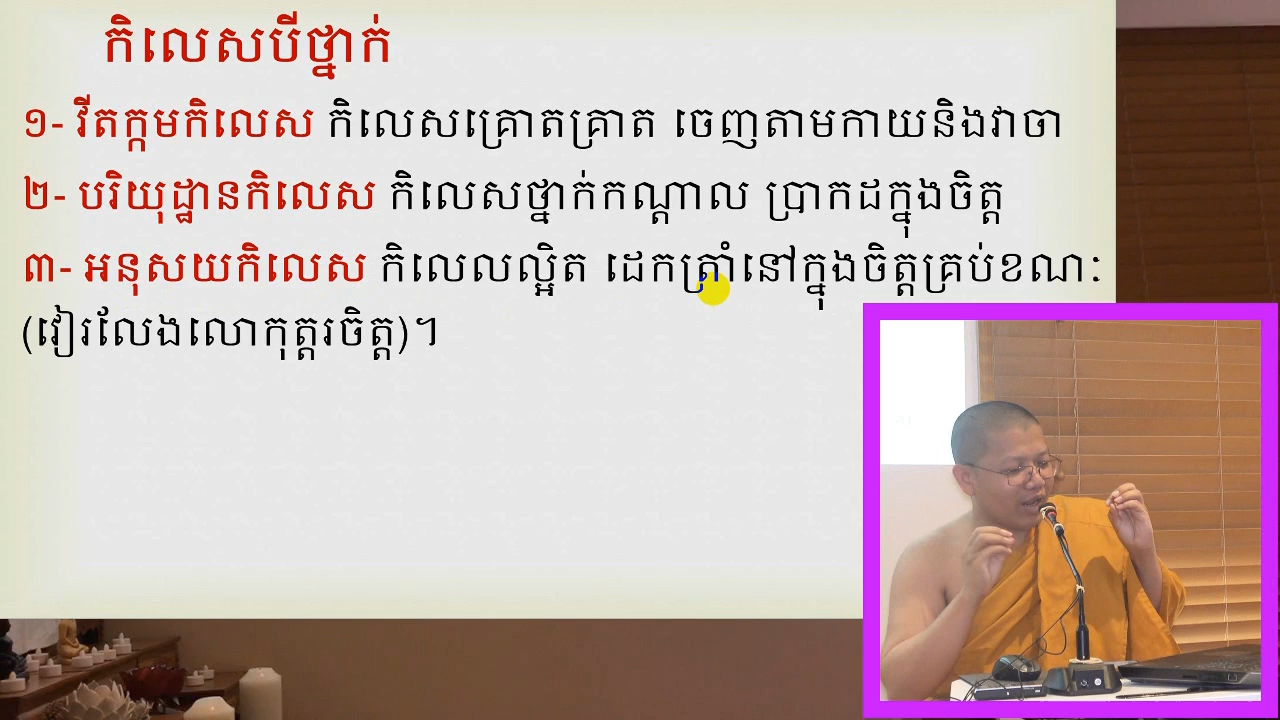 កិលេសបីថ្នាក់
១- វីតក្កមកិលេស កិលេសគ្រោតគ្រាត ចេញតាមកាយនិងវាចា
២- បរិយុដ្ឋានកិលេស កិលេសថ្នាក់កណ្តាល ប្រាកដក្នុងចិត្ត
៣- អនុសយកិលេស កិលេលល្អិត ដេកត្រាំនៅក្នុងចិត្តគ្រប់ខណៈ
(វៀរលែងលោកុត្តរចិត្ត)។